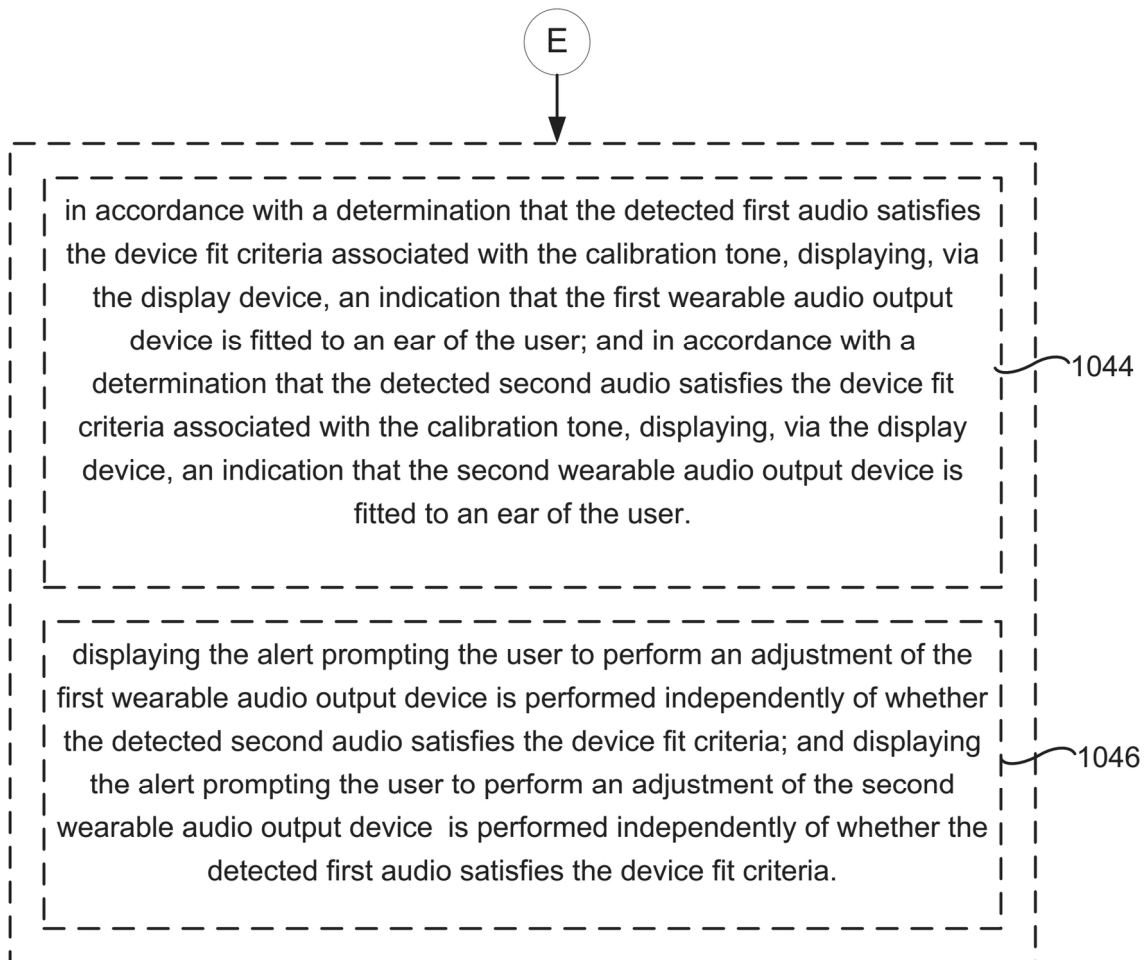 E
in accordance with a determination that the detected first audio satisfies
the device fit criteria associated with the calibration tone, displaying, via
the display device, an indication that the first wearable audio output
device is fitted to an ear of the user; and in accordance with a
determination that the detected second audio satisfies the device fit
criteria associated with the calibration tone, displaying, via the display
device, an indication that the second wearable audio output device is
fitted to an ear of the user.
1044
displaying the alert prompting the user to perform an adjustment of the
first wearable audio output device is performed independently of whether
the detected second audio satisfies the device fit criteria; and displaying
the alert prompting the user to perform an adjustment of the second
wearable audio output device  is performed independently of whether the
detected first audio satisfies the device fit criteria.
1046